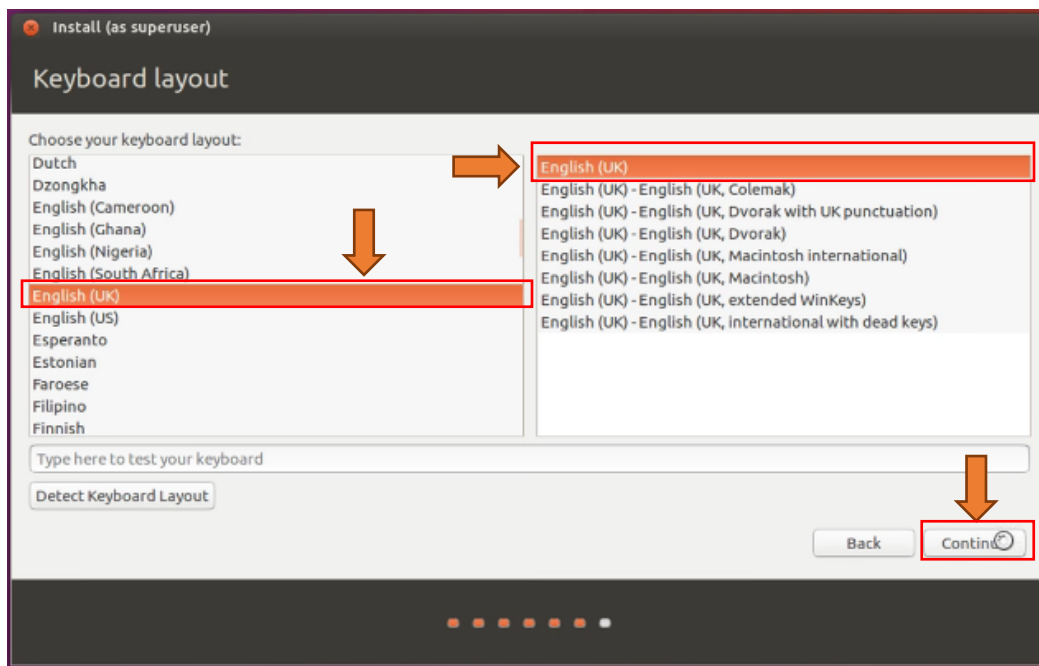 Install (as superuser)
Keyboard layout
Choose your keyboard layout:
Dutch
Dzongkha
English (Cameroon)
English (Ghana)
English (Nigeria)
English (South Africa)
English (UK)
English (US)
Esperanto
Estonian
Faroese
Filipino
Finnish
English (UK)
English (UK) - English (UK, Colemak)
English (UK) - English (UK, Dvorak with UK punctuation)
English (UK) - English (UK, Dvorak)
English (UK) - English (UK, Macintosh international)
English (UK) - English (UK, Macintosh)
English (UK) - English (UK, extended WinKeys)
English (UK) - English (UK, international with dead keys)
Type here to test your keyboard
Detect Keyboard Layout
Back
Continue